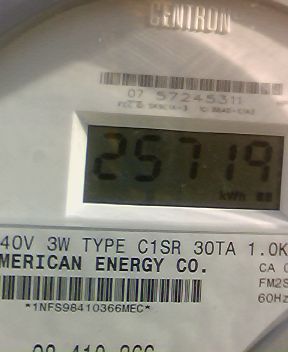 CENTRON
07 57245311
25719
kWh
40V 3W TYPE C1SR 30TA 1.0K
MERICAN ENERGY CO.
CA 0
FM2S
60Hz
*1NFS98410366MEC*